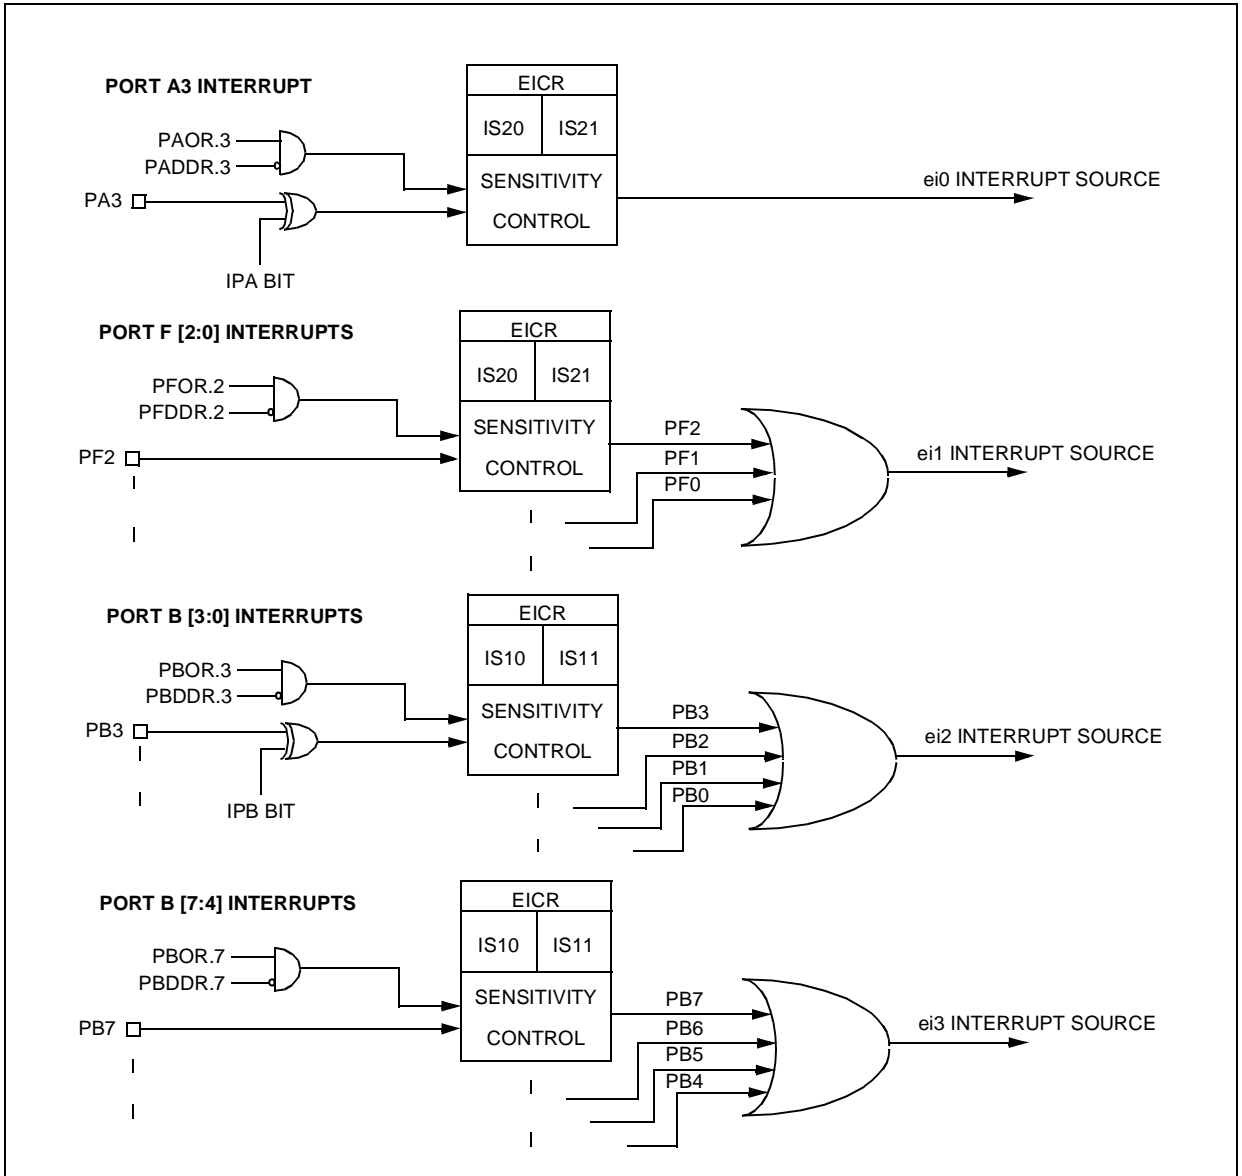 PORT A3 INTERRUPT
EICR
IS20 IS21
PAOR.3
PADDR.3
SENSITIVITY
CONTROL
PA3
IPA BIT
ei0 INTERRUPT SOURCE
PORT F [2:0] INTERRUPTS
EICR
IS20 IS21
PFOR.2
PFDDR.2
SENSITIVITY
CONTROL
PF2
PF2
PF1
PF0
ei1 INTERRUPT SOURCE
PORT B [3:0] INTERRUPTS
EICR
IS10 IS11
PBOR.3
PBDDR.3
SENSITIVITY
CONTROL
PB3
IPB BIT
PB3
PB2
PB1
PB0
ei2 INTERRUPT SOURCE
PORT B [7:4] INTERRUPTS
EICR
IS10 IS11
PBOR.7
PBDDR.7
SENSITIVITY
CONTROL
PB7
PB7
PB6
PB5
PB4
ei3 INTERRUPT SOURCE